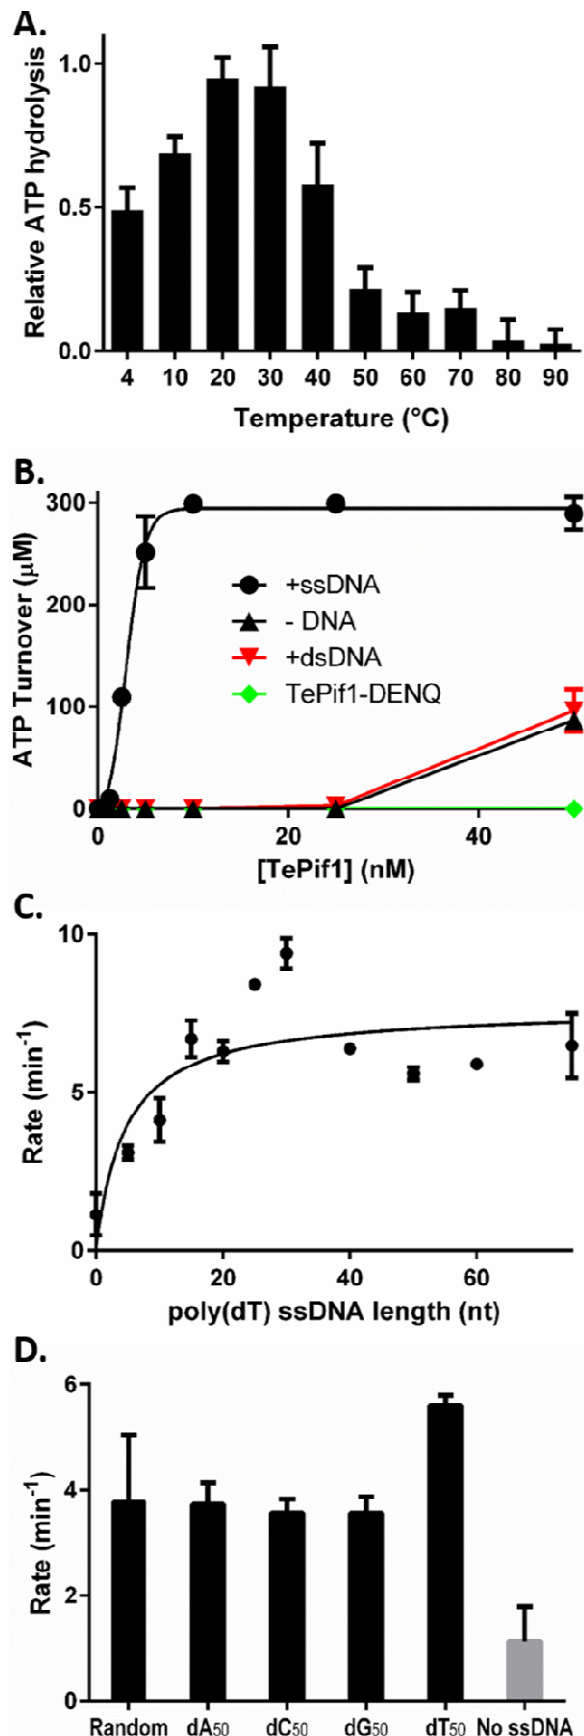 A.
Relative ATP hydrolysis
1.0
0.5
0.0
4 10 20 30 40 50 60 70 80 90
Temperature (°C)
B.
ATP Turnover (μM)
300
200
100
0
+ssDNA
- DNA
+dsDNA
TePif1-DENQ
0 20 40
[TePif1] (nM)
C.
Rate (min⁻¹)
10
5
0
0 20 40 60
poly(dT) ssDNA length (nt)
D.
Rate (min⁻¹)
6
4
2
0
Random dA₅₀ dC₅₀ dG₅₀ dT₅₀ No ssDNA